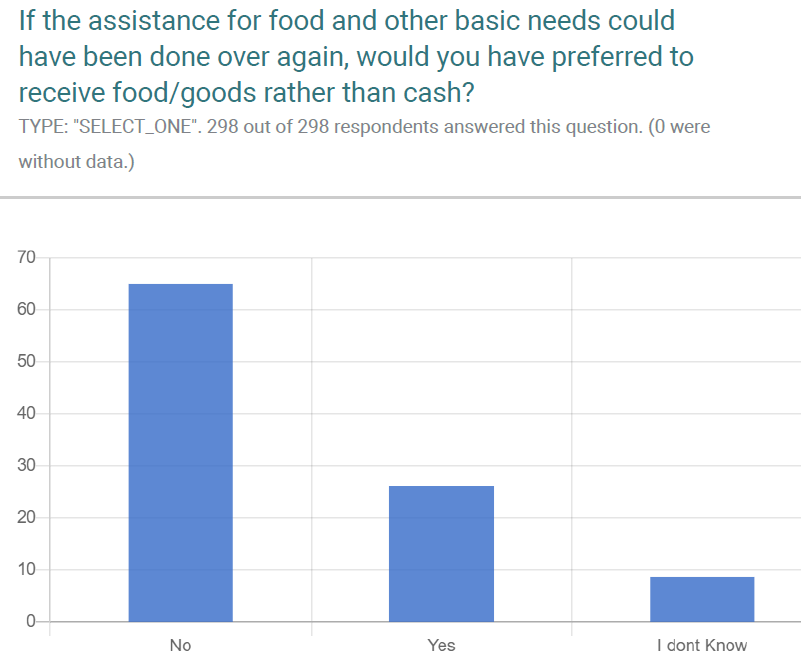 If the assistance for food and other basic needs could
have been done over again, would you have preferred to
receive food/goods rather than cash?
TYPE: "SELECT_ONE". 298 out of 298 respondents answered this question. (0 were
without data.)
70
60
50
40
30
20
10
0
No Yes I dont Know